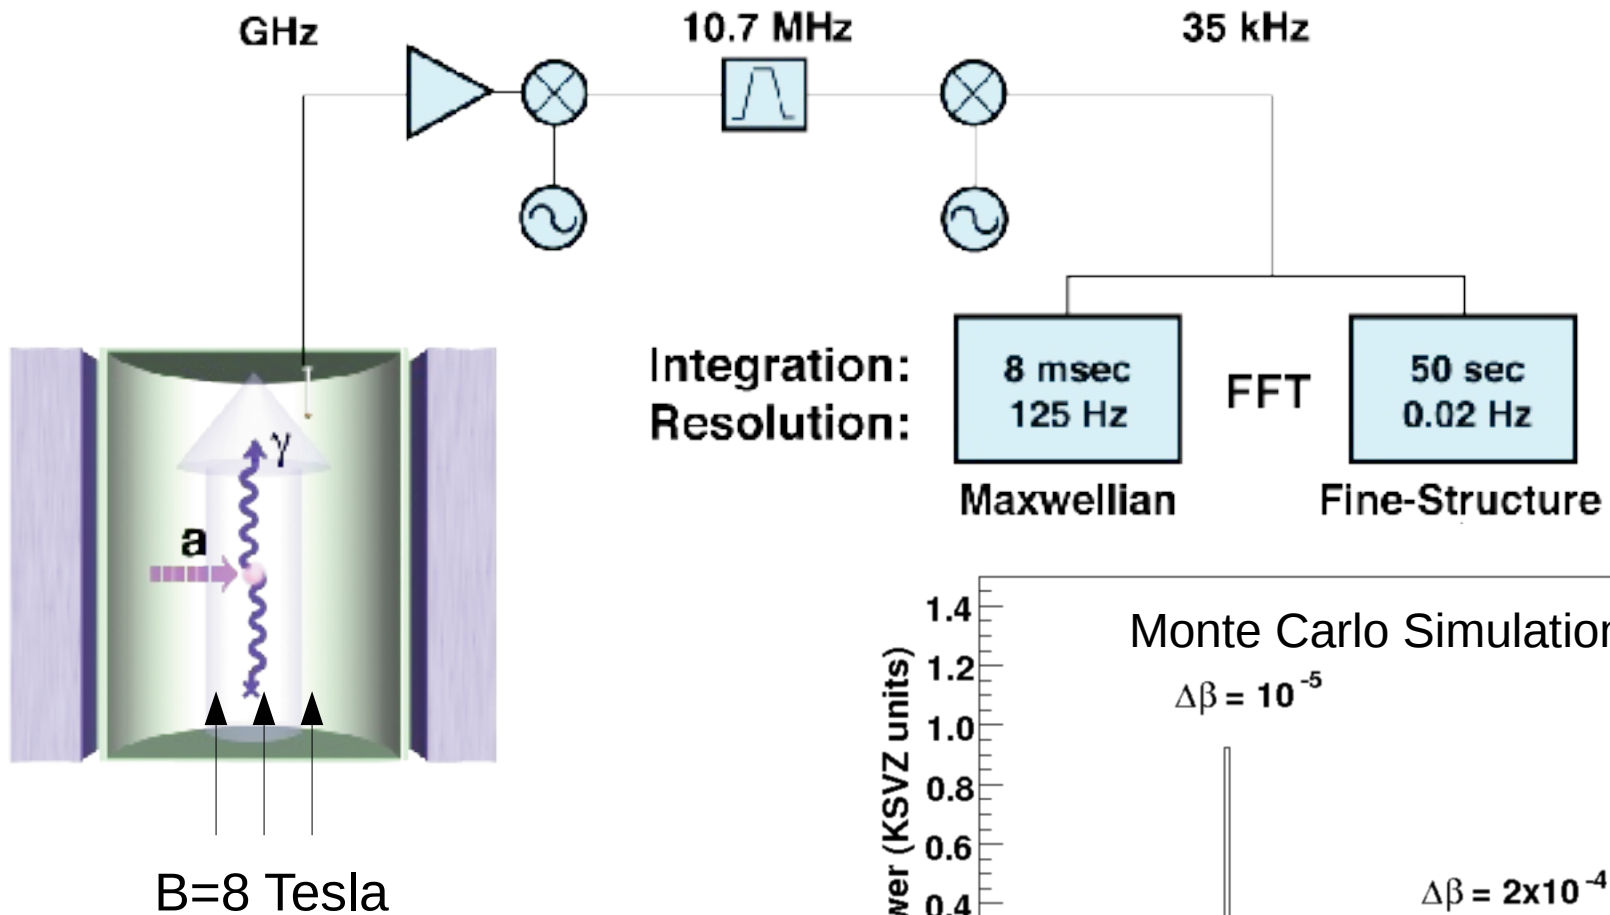 GHz
10.7 MHz
35 kHz
Integration:
Resolution:
8 msec
125 Hz
FFT
50 sec
0.02 Hz
Maxwellian
Fine-Structure
γ
a
B=8 Tesla
Monte Carlo Simulation
Δβ = 10⁻⁵
Δβ = 2x10⁻⁴
(KSVZ units)
1.4
1.2
1.0
0.8
0.6
0.4